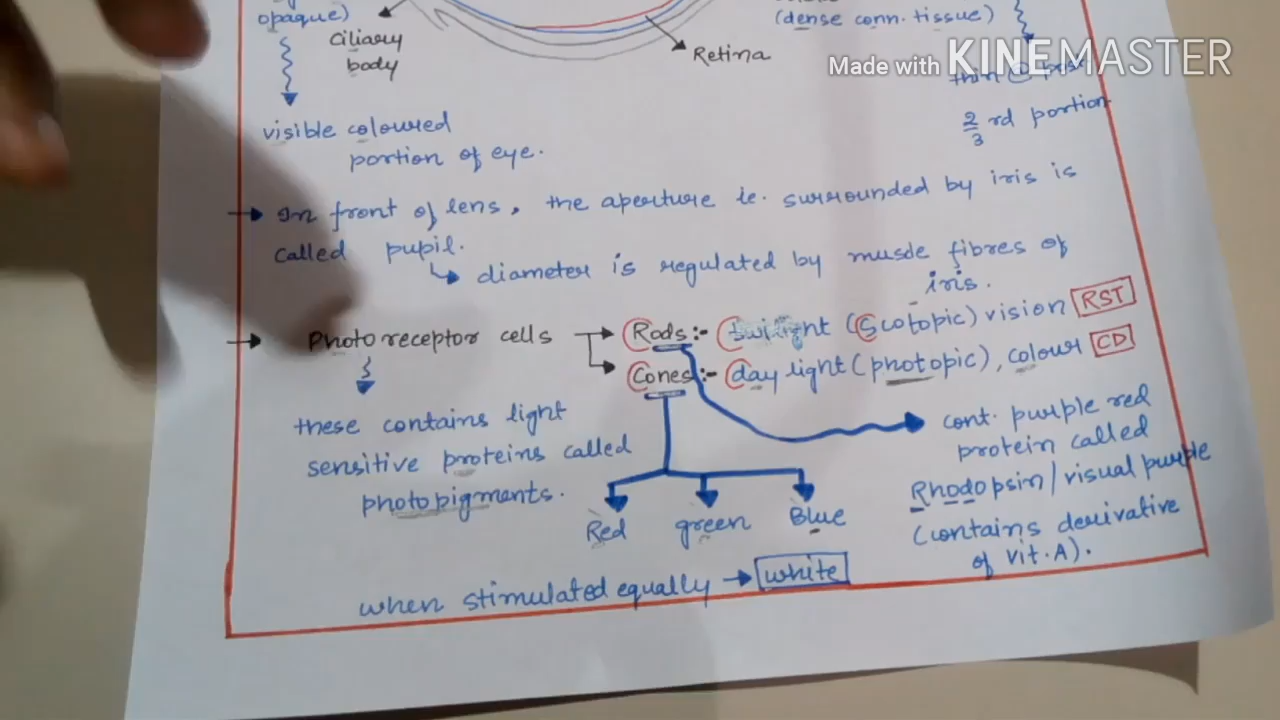 opaque)
Ciliary
body
Retina
(dense conn. tissue)
Made with KINEMASTER
visible coloured
portion of eye.
2/3 rd portion
→ In front of lens, the aperture ie. surrounded by iris is
called pupil.
↳ diameter is regulated by muscle fibres of
iris.
→ Photoreceptor cells → Rods:- twilight (Scotopic) vision RST
→ Cones:- day light (photopic), colour CD
these contains light
sensitive proteins called
photopigments.
cont. purple red
protein called
Rhodopsin/visual purple
(contains derivative
of vit. A).
Red green Blue
when stimulated equally → white